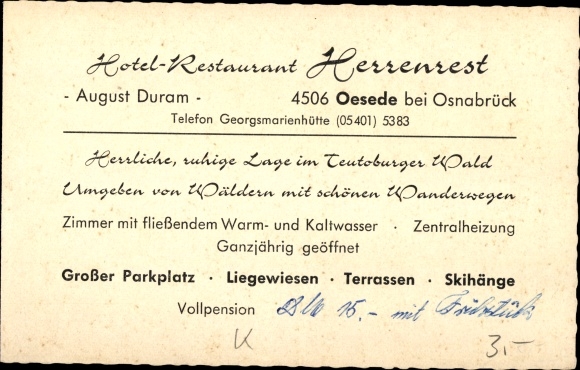 Hotel-Restaurant Herrenrest
- August Duram - 4506 Oesede bei Osnabrück
Telefon Georgsmarienhütte (05401) 5383
Herrliche, ruhige Lage im Teutoburger Wald
Umgeben von Wäldern mit schönen Wanderwegen
Zimmer mit fließendem Warm- und Kaltwasser · Zentralheizung
Ganzjährig geöffnet
Großer Parkplatz · Liegewiesen · Terrassen · Skihänge
Vollpension DM 15.- mit Frühstück
K 3.-